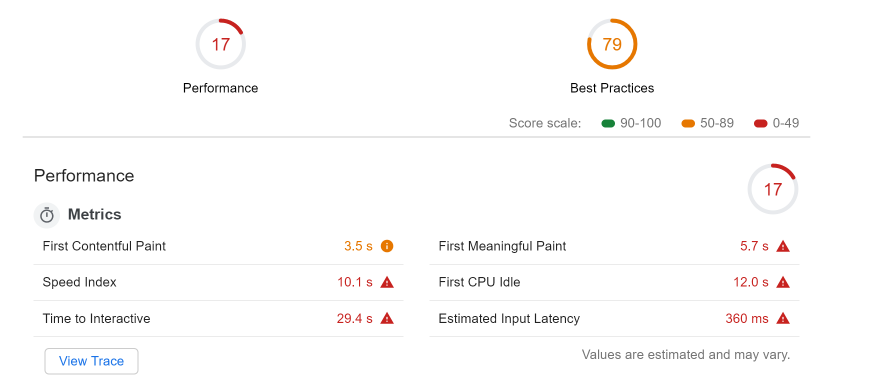 17
79
Performance
Best Practices
Score scale: 90-100 50-89 0-49
Performance
17
Metrics
First Contentful Paint 3.5 s
First Meaningful Paint 5.7 s
Speed Index 10.1 s
First CPU Idle 12.0 s
Time to Interactive 29.4 s
Estimated Input Latency 360 ms
View Trace
Values are estimated and may vary.